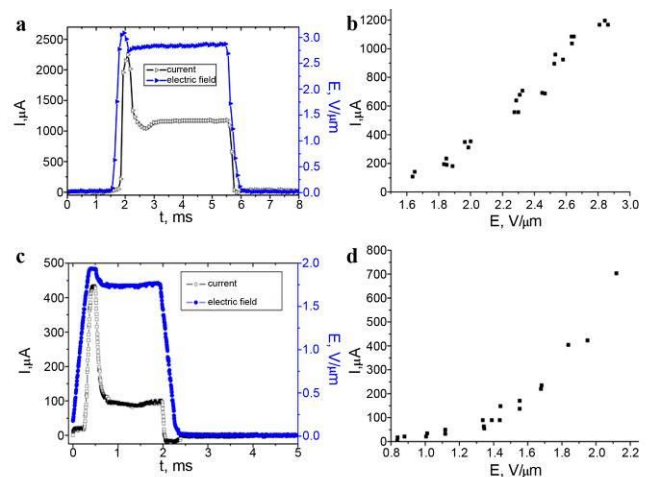 a
I,µA
2500
2000
1500
1000
500
0
3.0
2.5
2.0
1.5
1.0
0.5
0.0
E, V/µm
current
electric field
0 1 2 3 4 5 6 7 8
t, ms
b
I,µA
1200
1000
800
600
400
200
0
1.4 1.6 1.8 2.0 2.2 2.4 2.6 2.8 3.0
E, V/µm
c
I,µA
500
400
300
200
100
0
2.0
1.5
1.0
0.5
0.0
E, V/µm
current
electric field
0 1 2 3 4 5
t, ms
d
I,µA
800
700
600
500
400
300
200
100
0
0.8 1.0 1.2 1.4 1.6 1.8 2.0 2.2
E, V/µm